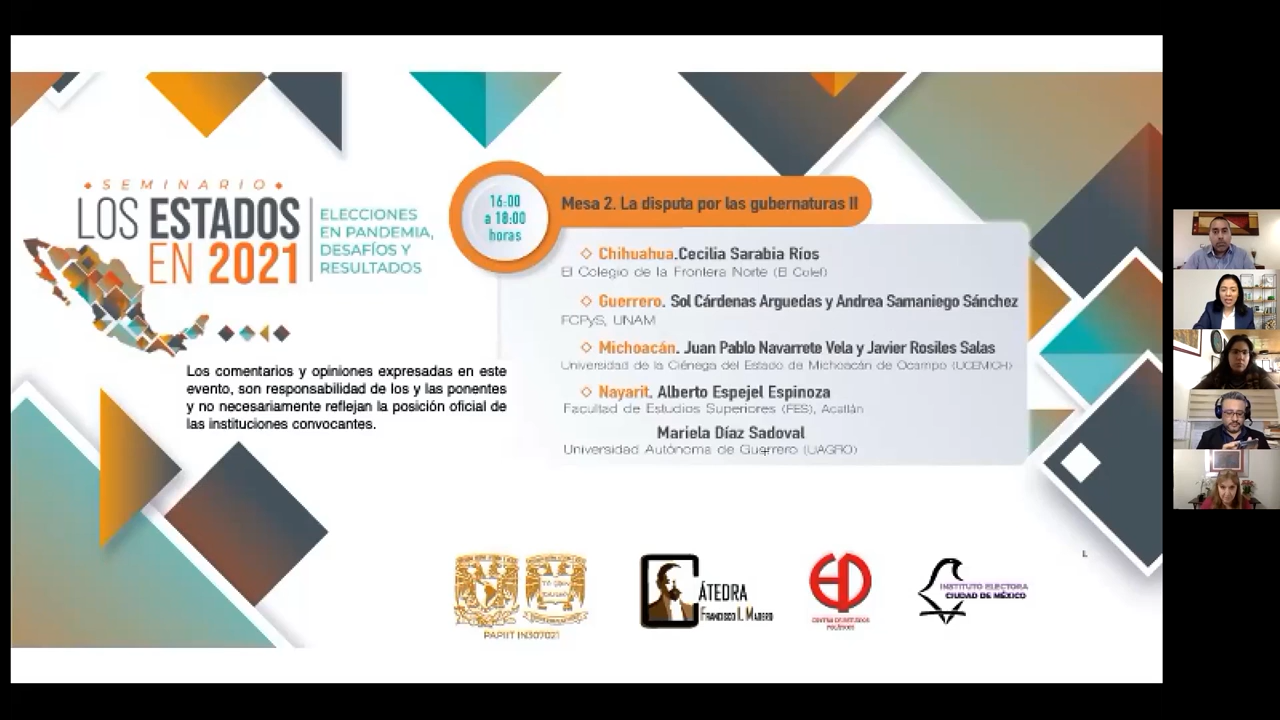 SEMINARIO
LOS ESTADOS
EN 2021
ELECCIONES
EN PANDEMIA,
DESAFÍOS Y
RESULTADOS
Los comentarios y opiniones expresadas en este
evento, son responsabilidad de los y las ponentes
y no necesariamente reflejan la posición oficial de
las instituciones convocantes.
16:00
a 18:00
horas
Mesa 2. La disputa por las gubernaturas II
Chihuahua.Cecilia Sarabia Ríos
El Colegio de la Frontera Norte (El Colef)
Guerrero. Sol Cárdenas Arguedas y Andrea Samaniego Sánchez
FCPyS, UNAM
Michoacán. Juan Pablo Navarrete Vela y Javier Rosiles Salas
Universidad de la Ciénega del Estado de Michoacán de Ocampo (UCEMICH)
Nayarit. Alberto Espejel Espinoza
Facultad de Estudios Superiores (FES), Acatlán
Mariela Díaz Sadoval
Universidad Autónoma de Guerrero (UAGRO)
PAPIIT IN307021
CÁTEDRA
FRANCISCO I. MADERO
CENTRO DE ESTUDIOS
POLÍTICOS
INSTITUTO ELECTORAL
CIUDAD DE MÉXICO